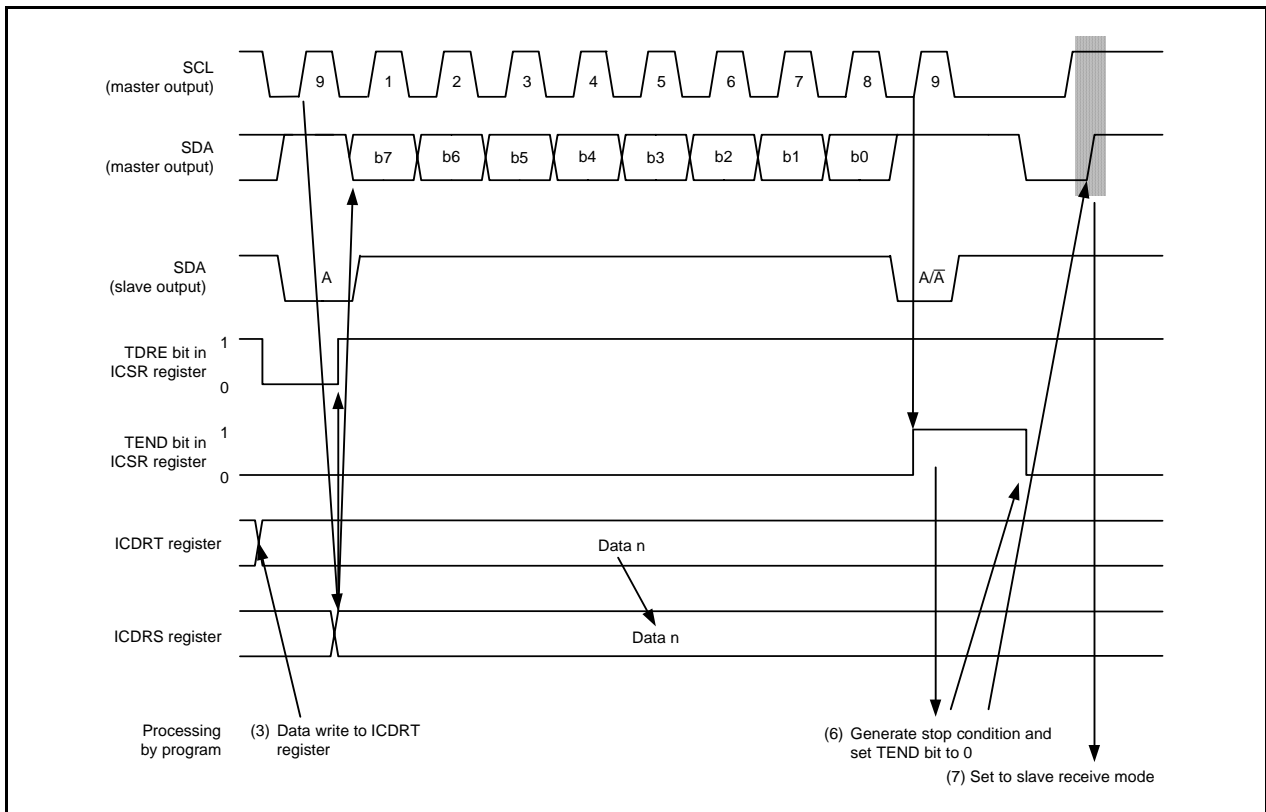 SCL
(master output)
9 1 2 3 4 5 6 7 8 9
SDA
(master output)
b7 b6 b5 b4 b3 b2 b1 b0
SDA
(slave output)
A A/A̅
TDRE bit in
ICSR register
1
0
TEND bit in
ICSR register
1
0
ICDRT register
Data n
ICDRS register
Data n
Processing
by program
(3) Data write to ICDRT
register
(6) Generate stop condition and
set TEND bit to 0
(7) Set to slave receive mode